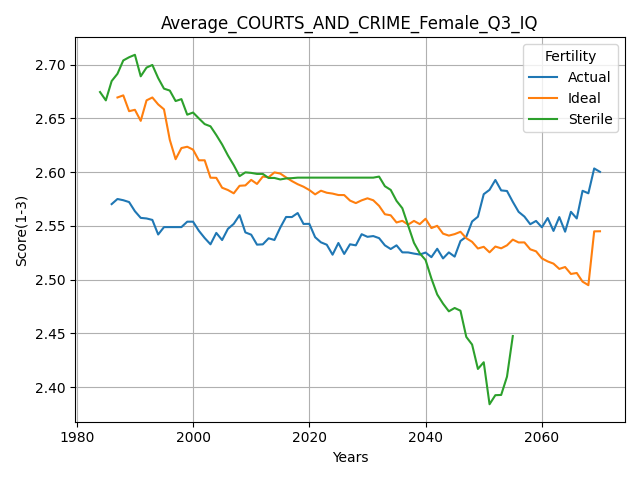 Average_COURTS_AND_CRIME_Female_Q3_IQ
Fertility
Actual
Ideal
Sterile
Score(1-3)
2.70
2.65
2.60
2.55
2.50
2.45
2.40
1980 2000 2020 2040 2060
Years